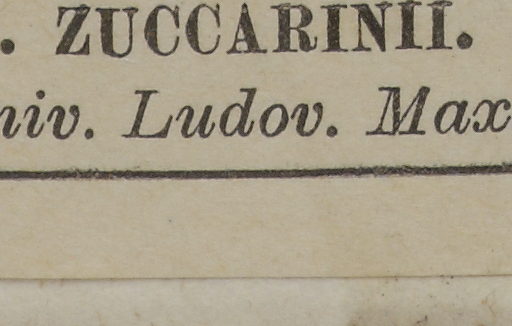 . ZUCCARINII.
niv. Ludov. Max